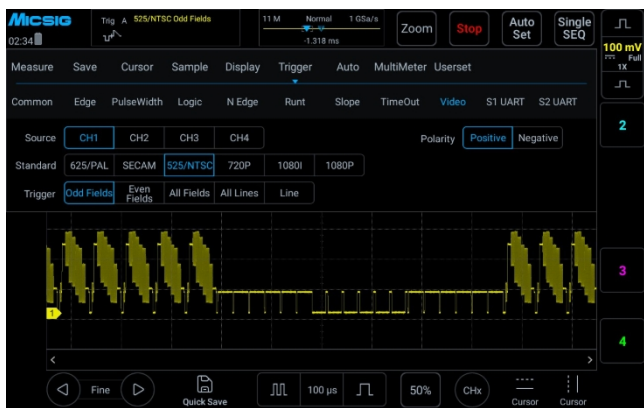 Micsig
02:34
Trig A 525/NTSC Odd Fields
11 M Normal 1 GSa/s
-1.318 ms
Zoom
Stop
Auto Set
Single SEQ
100 mV
Full
1X
Measure Save Cursor Sample Display Trigger Auto MultiMeter Userset
Common Edge PulseWidth Logic N Edge Runt Slope TimeOut Video S1 UART S2 UART
Source CH1 CH2 CH3 CH4 Polarity Positive Negative
Standard 625/PAL SECAM 525/NTSC 720P 1080I 1080P
Trigger Odd Fields Even Fields All Fields All Lines Line
2
3
4
1
Fine
Quick Save
100 µs
50%
CHx
Cursor
Cursor